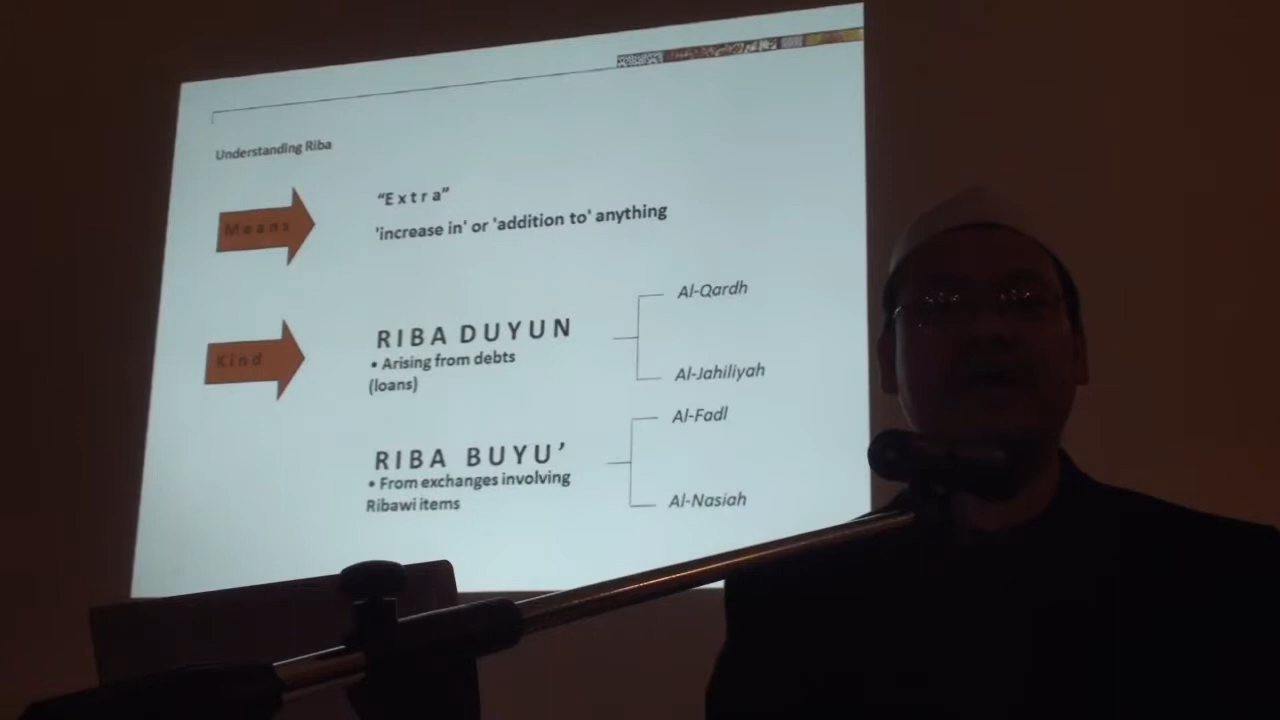 Understanding Riba
Means
"Extra"
'increase in' or 'addition to' anything
Kind
RIBA DUYUN
• Arising from debts
(loans)
Al-Qardh
Al-Jahiliyah
RIBA BUYU’
• From exchanges involving
Ribawi items
Al-Fadl
Al-Nasiah